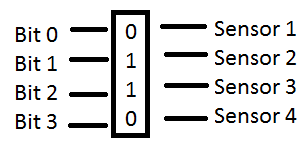 Bit 0 0 Sensor 1
Bit 1 1 Sensor 2
Bit 2 1 Sensor 3
Bit 3 0 Sensor 4